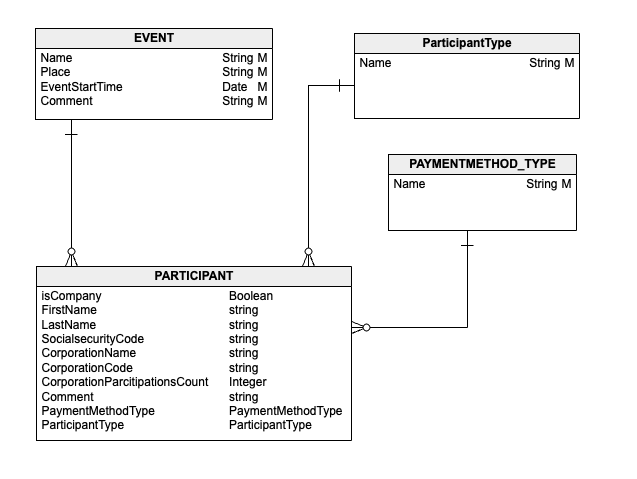 EVENT
Name String M
Place String M
EventStartTime Date M
Comment String M
ParticipantType
Name String M
PAYMENTMETHOD_TYPE
Name String M
PARTICIPANT
isCompany Boolean
FirstName string
LastName string
SocialsecurityCode string
CorporationName string
CorporationCode string
CorporationParcitipationsCount Integer
Comment string
PaymentMethodType PaymentMethodType
ParticipantType ParticipantType